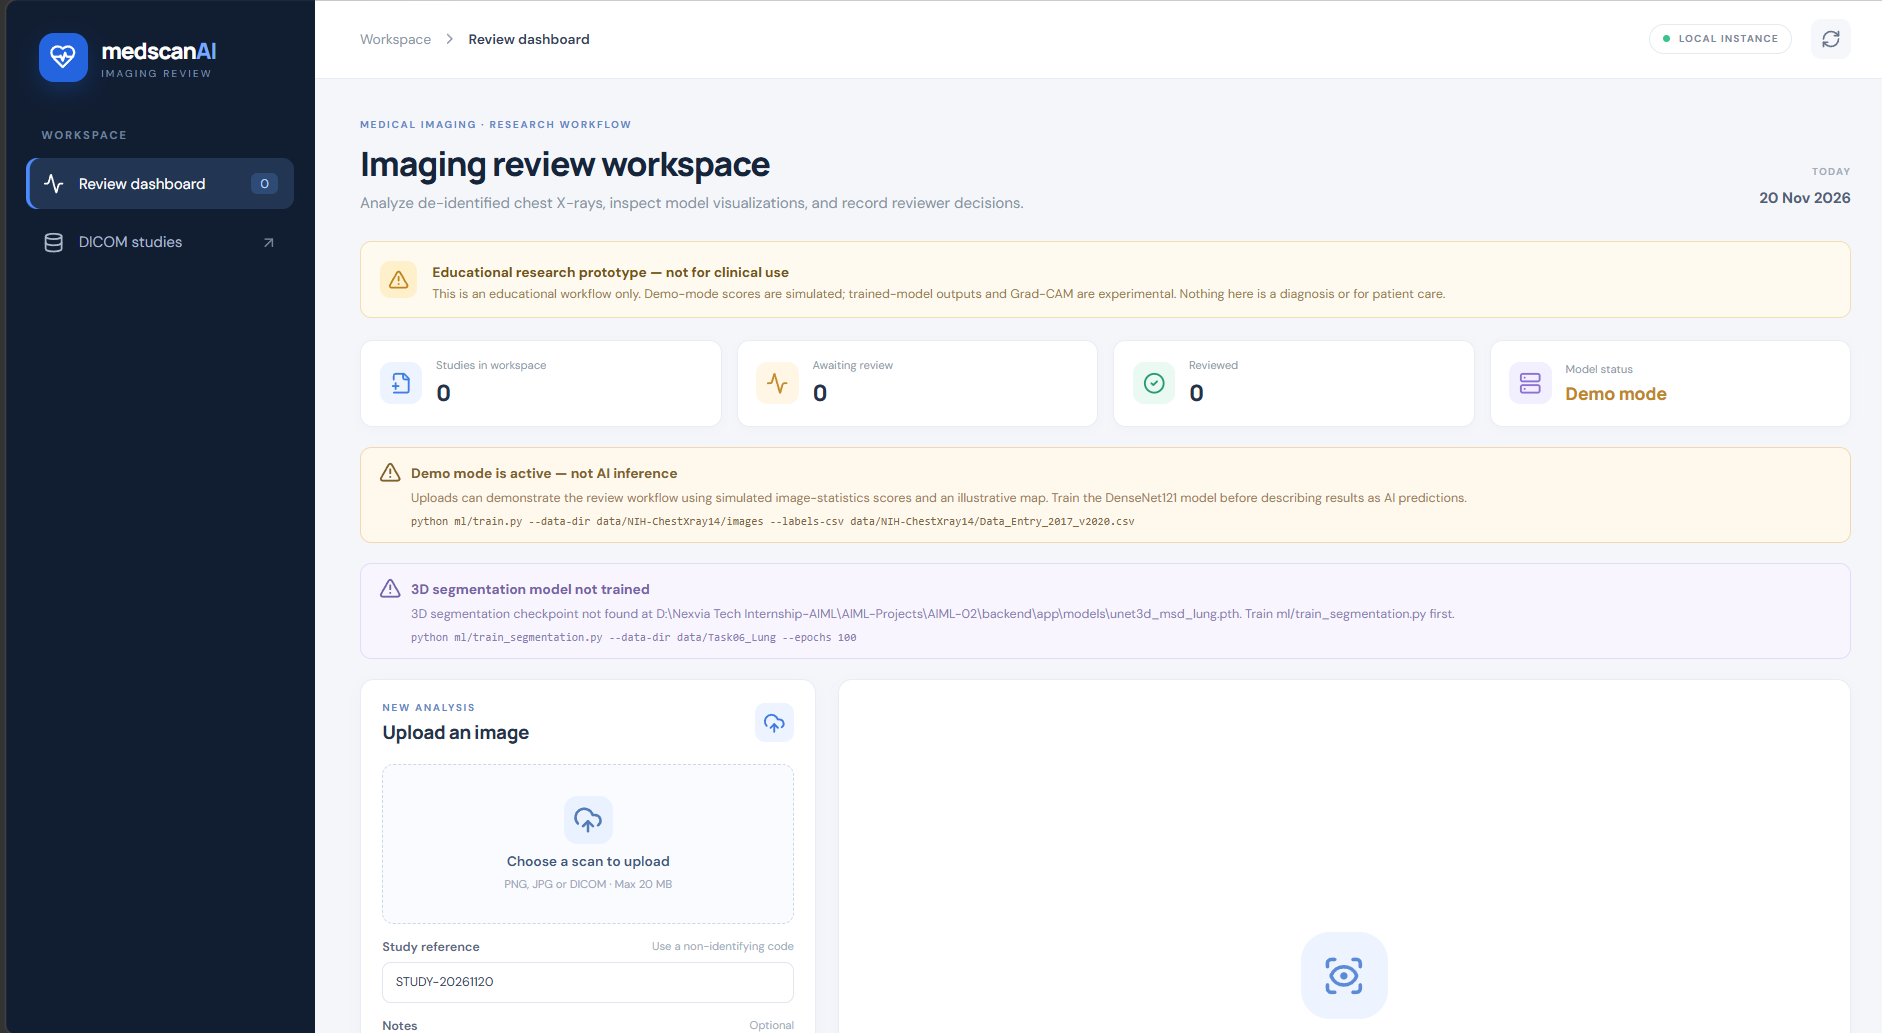 medscanAI
IMAGING REVIEW
WORKSPACE
Review dashboard 0
DICOM studies
Workspace > Review dashboard
LOCAL INSTANCE
MEDICAL IMAGING · RESEARCH WORKFLOW
Imaging review workspace
Analyze de-identified chest X-rays, inspect model visualizations, and record reviewer decisions.
TODAY
20 Nov 2026
Educational research prototype — not for clinical use
This is an educational workflow only. Demo-mode scores are simulated; trained-model outputs and Grad-CAM are experimental. Nothing here is a diagnosis or for patient care.
Studies in workspace
0
Awaiting review
0
Reviewed
0
Model status
Demo mode
Demo mode is active — not AI inference
Uploads can demonstrate the review workflow using simulated image-statistics scores and an illustrative map. Train the DenseNet121 model before describing results as AI predictions.
python ml/train.py --data-dir data/NIH-ChestXray14/images --labels-csv data/NIH-ChestXray14/Data_Entry_2017_v2020.csv
3D segmentation model not trained
3D segmentation checkpoint not found at D:\Nexvia Tech Internship-AIML\AIML-Projects\AIML-02\backend\app\models\unet3d_msd_lung.pth. Train ml/train_segmentation.py first.
python ml/train_segmentation.py --data-dir data/Task06_Lung --epochs 100
NEW ANALYSIS
Upload an image
Choose a scan to upload
PNG, JPG or DICOM · Max 20 MB
Study reference Use a non-identifying code
STUDY-20261120
Notes Optional